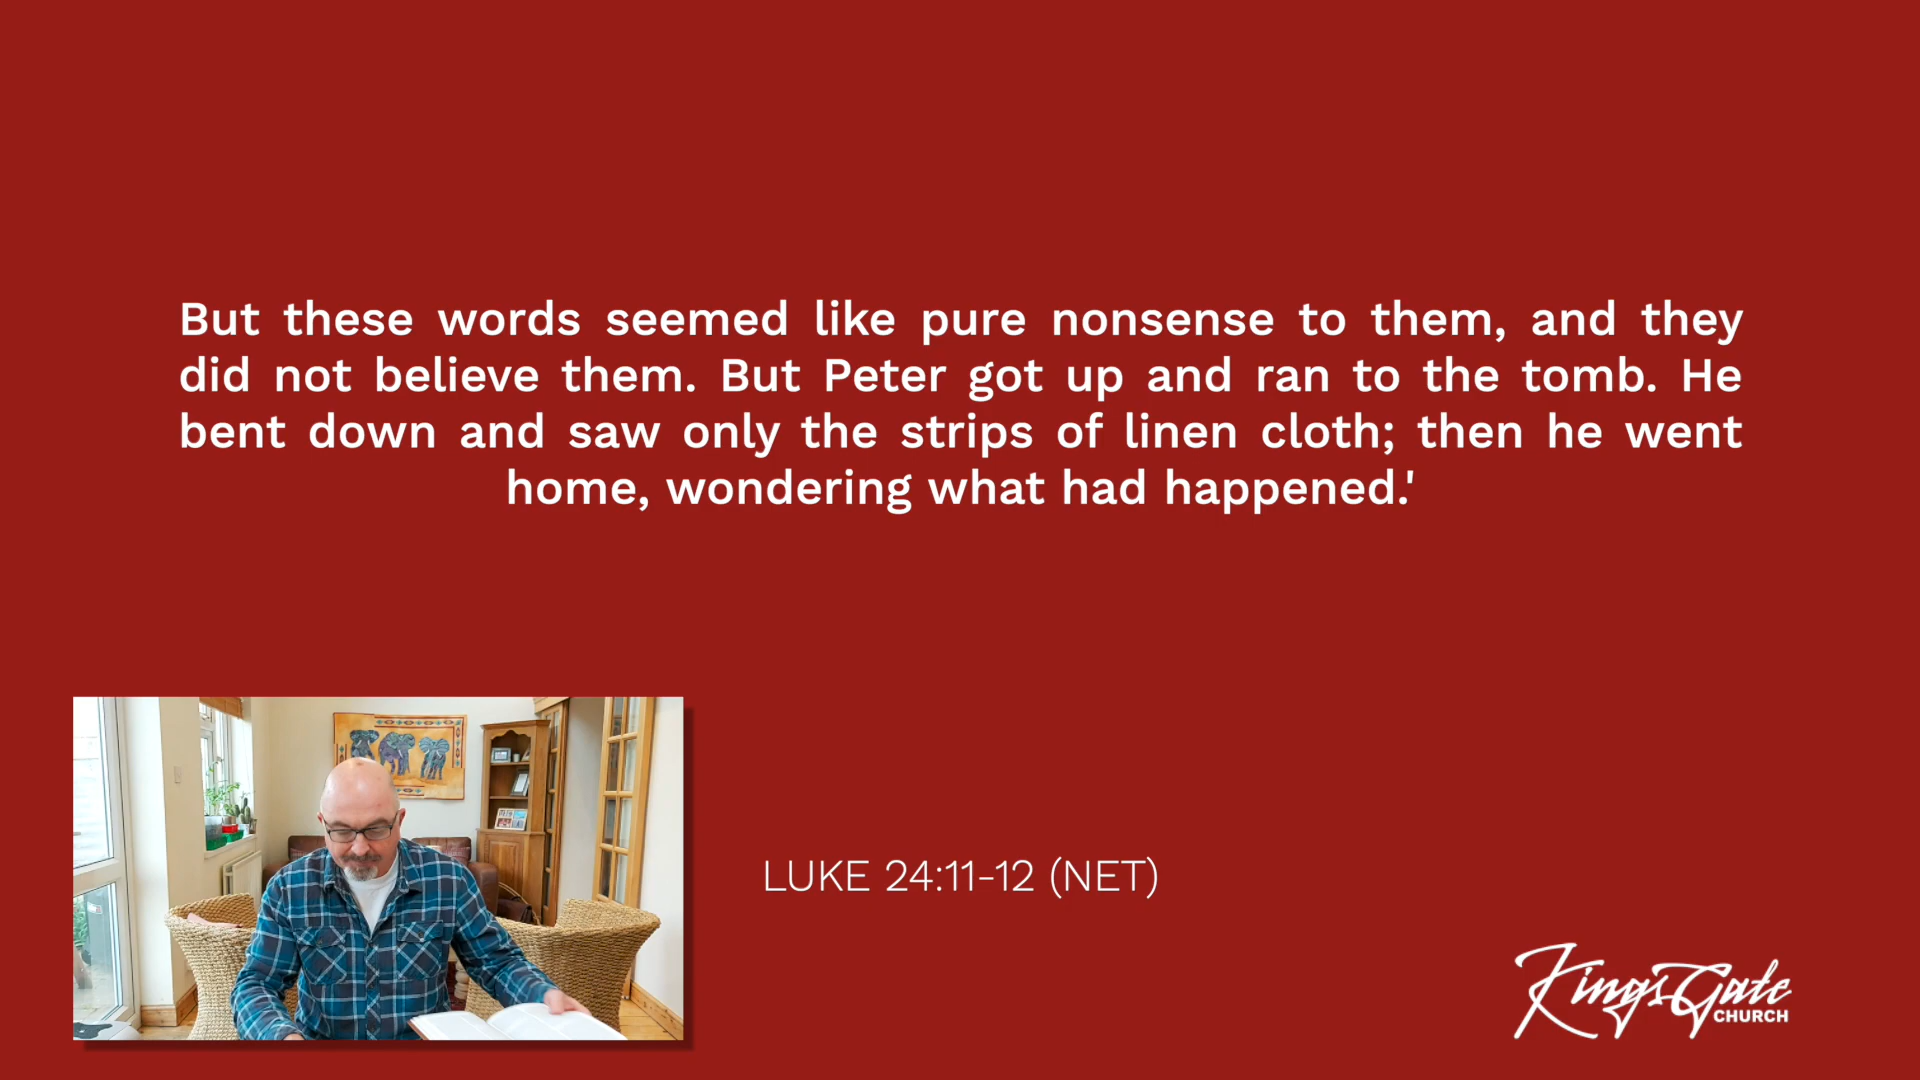 But these words seemed like pure nonsense to them, and they
did not believe them. But Peter got up and ran to the tomb. He
bent down and saw only the strips of linen cloth; then he went
home, wondering what had happened.'
LUKE 24:11-12 (NET)
King'sGate
CHURCH